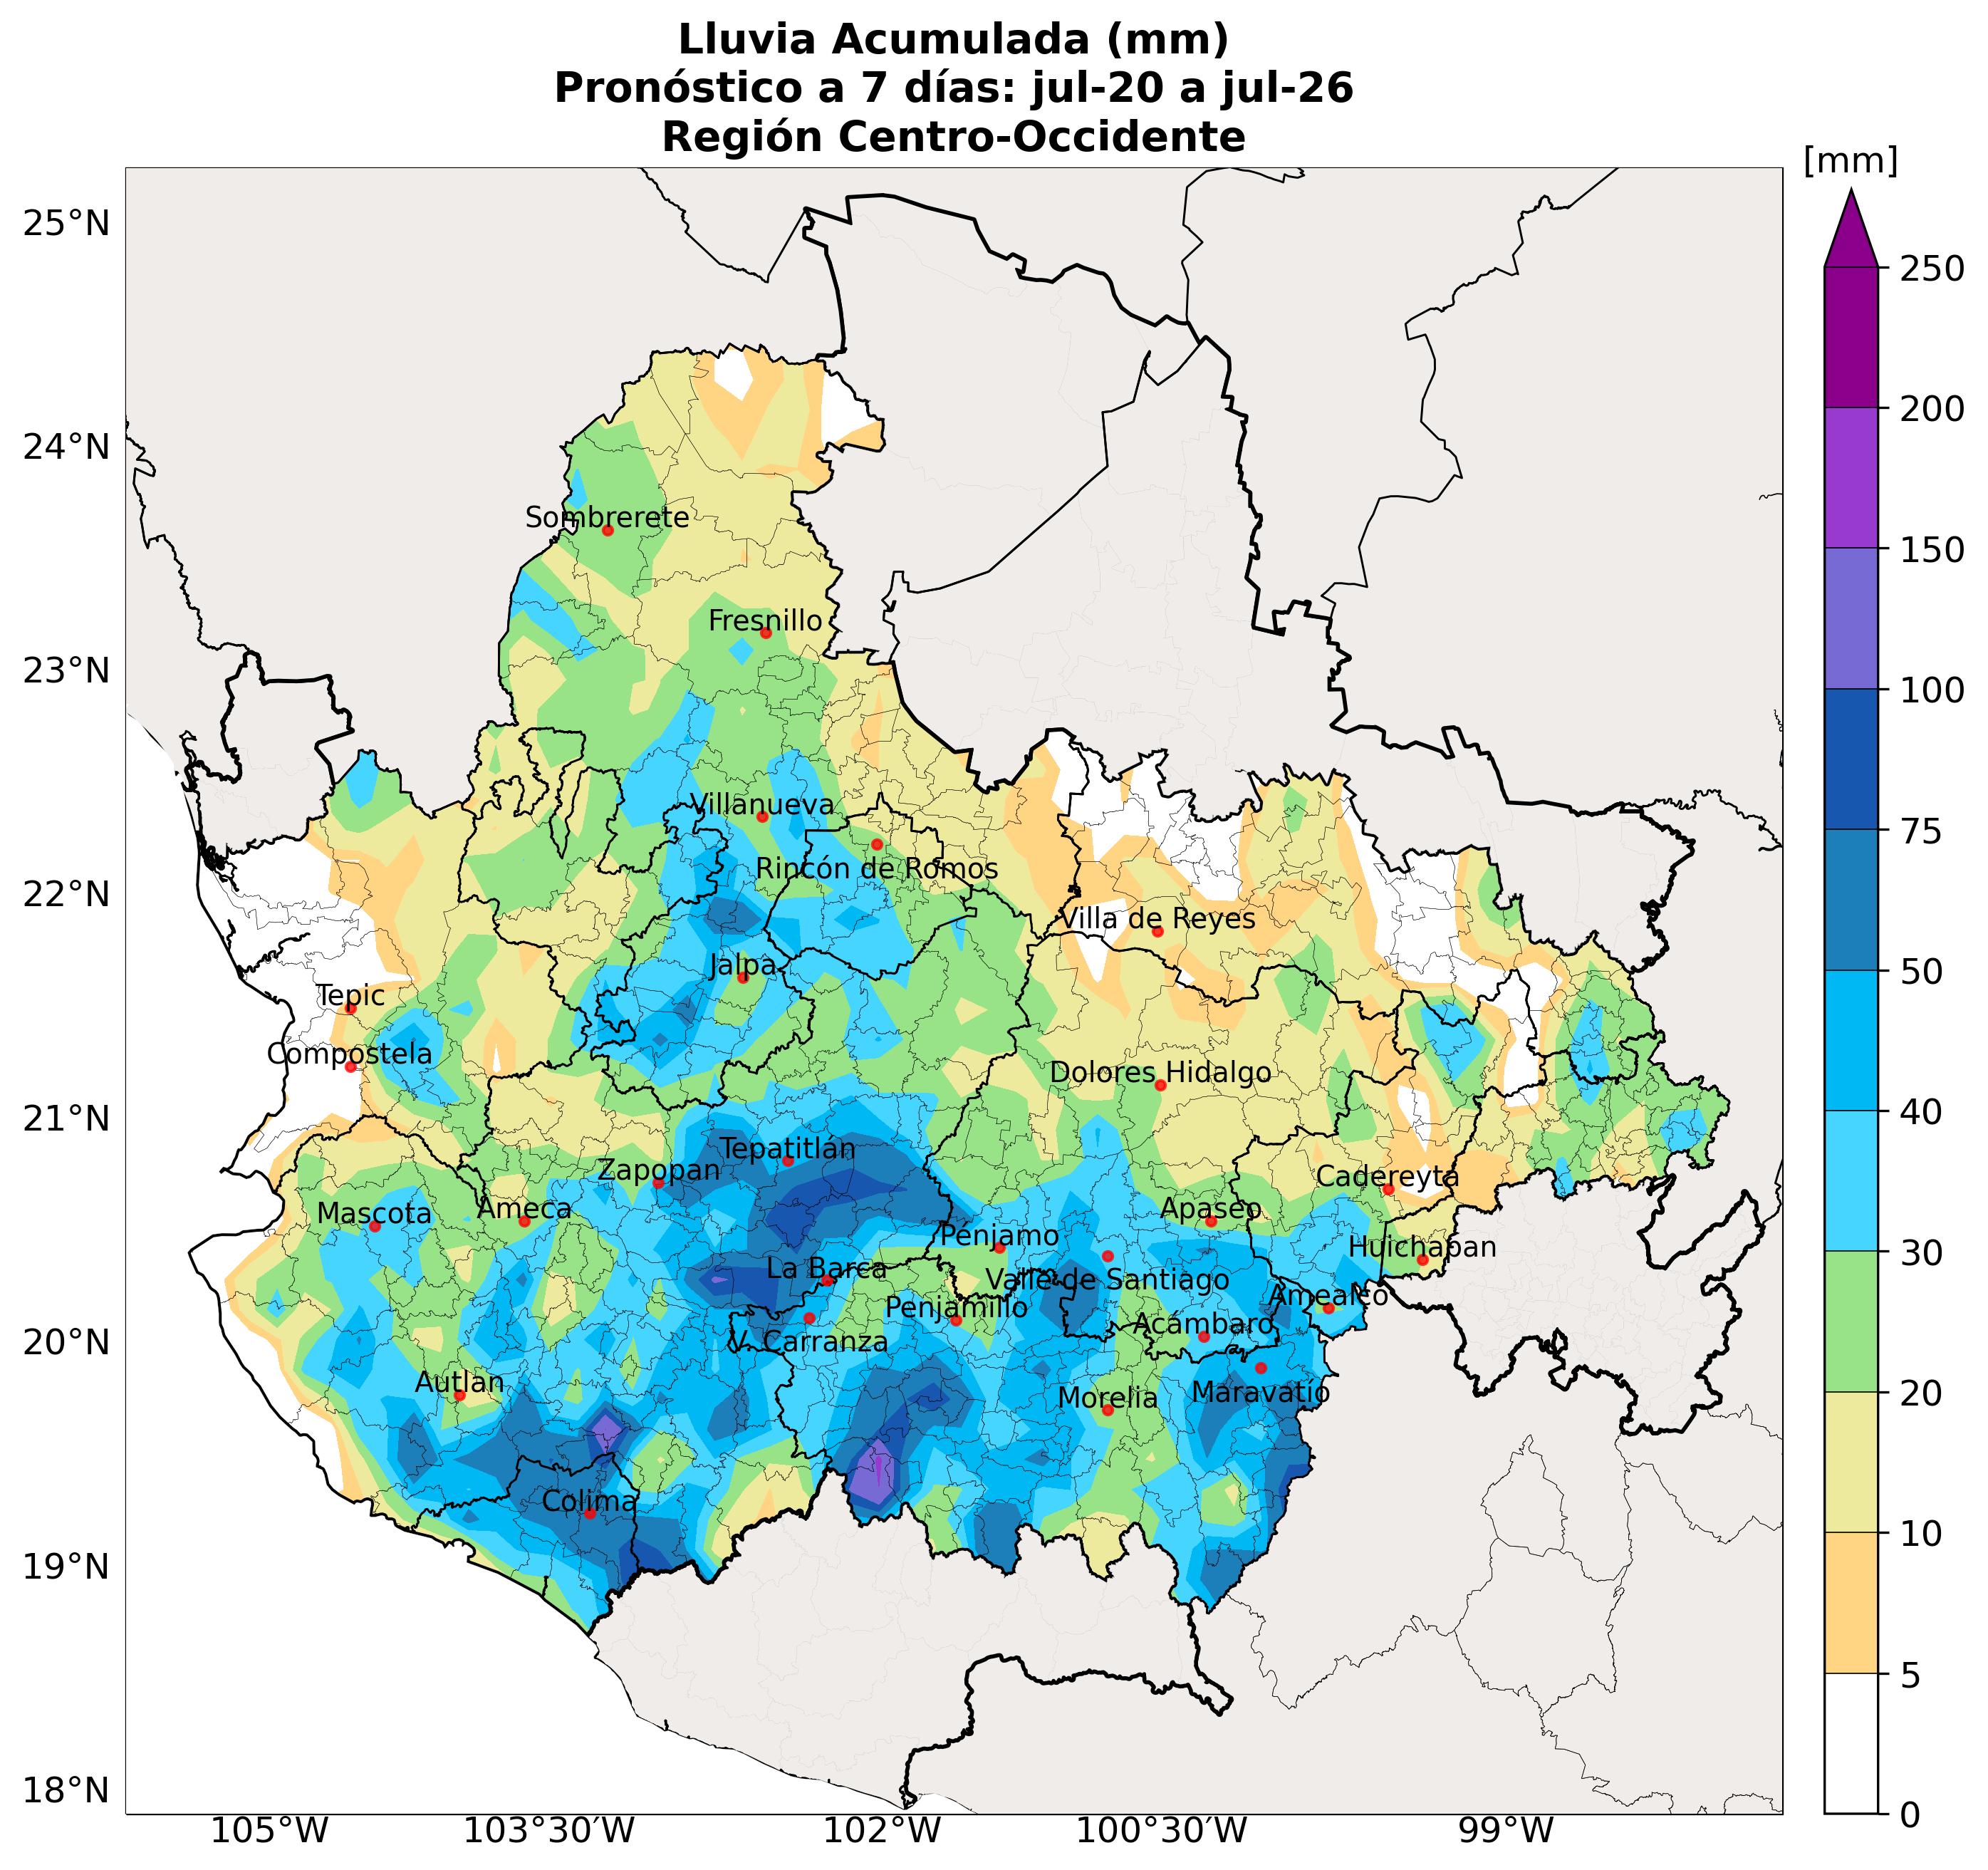 Lluvia Acumulada (mm)
Pronóstico a 7 días: jul-20 a jul-26
Región Centro-Occidente
[mm]
25°N
24°N
23°N
22°N
21°N
20°N
19°N
18°N
105°W
103°30'W
102°W
100°30'W
99°W
250
200
150
100
75
50
40
30
20
10
5
0
Sombrerete
Fresnillo
Villanueva
Rincón de Romos
Villa de Reyes
Jalpa
Tepic
Compostela
Dolores Hidalgo
Tepatitlán
Zapopan
Cadereyta
Mascota
Ameca
Apaseo
Pénjamo
Huichapan
La Barca
Valle de Santiago
Amealco
Penjamillo
Acámbaro
V. Carranza
Autlán
Morelia
Maravatío
Colima